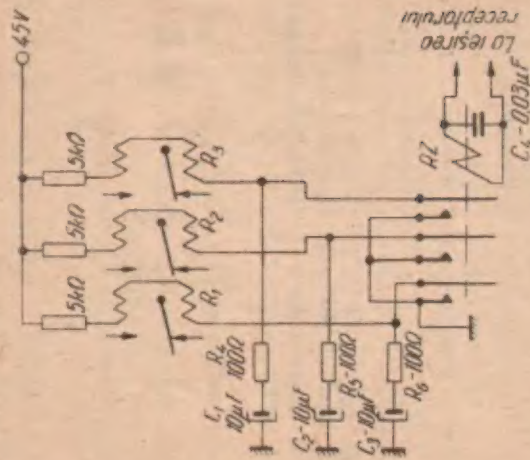 45V
5kΩ
5kΩ
5kΩ
R3
R2
R1
R4
100Ω
C1
10μF
R5-100Ω
C2-10μF
R6-100Ω
C3-10μF
RZ
C4-0,03μF
La ieșirea
receptorului